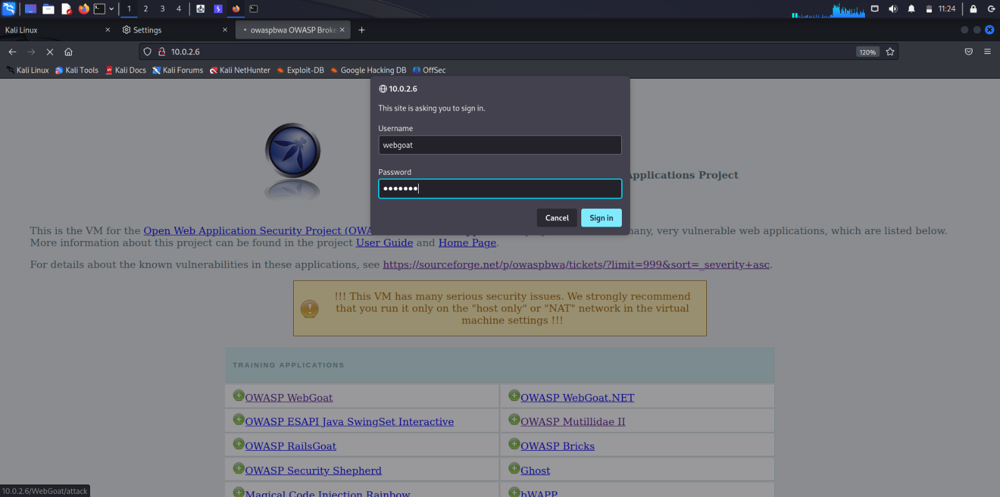 1 2 3 4 11:24
Kali Linux Settings owaspbwa OWASP Broke
10.0.2.6 120%
Kali Linux Kali Tools Kali Docs Kali Forums Kali NetHunter Exploit-DB Google Hacking DB OffSec
10.0.2.6
This site is asking you to sign in.
Username
webgoat
Password
•••••••
Cancel Sign in
Applications Project
This is the VM for the Open Web Application Security Project (OWA many, very vulnerable web applications, which are listed below.
More information about this project can be found in the project User Guide and Home Page.
For details about the known vulnerabilities in these applications, see https://sourceforge.net/p/owaspbwa/tickets/?limit=999&sort=_severity+asc.
!!! This VM has many serious security issues. We strongly recommend
that you run it only on the "host only" or "NAT" network in the virtual
machine settings !!!
TRAINING APPLICATIONS
OWASP WebGoat OWASP WebGoat.NET
OWASP ESAPI Java SwingSet Interactive OWASP Mutillidae II
OWASP RailsGoat OWASP Bricks
OWASP Security Shepherd Ghost
Magical Code Injection Rainbow bWAPP
10.0.2.6/WebGoat/attack